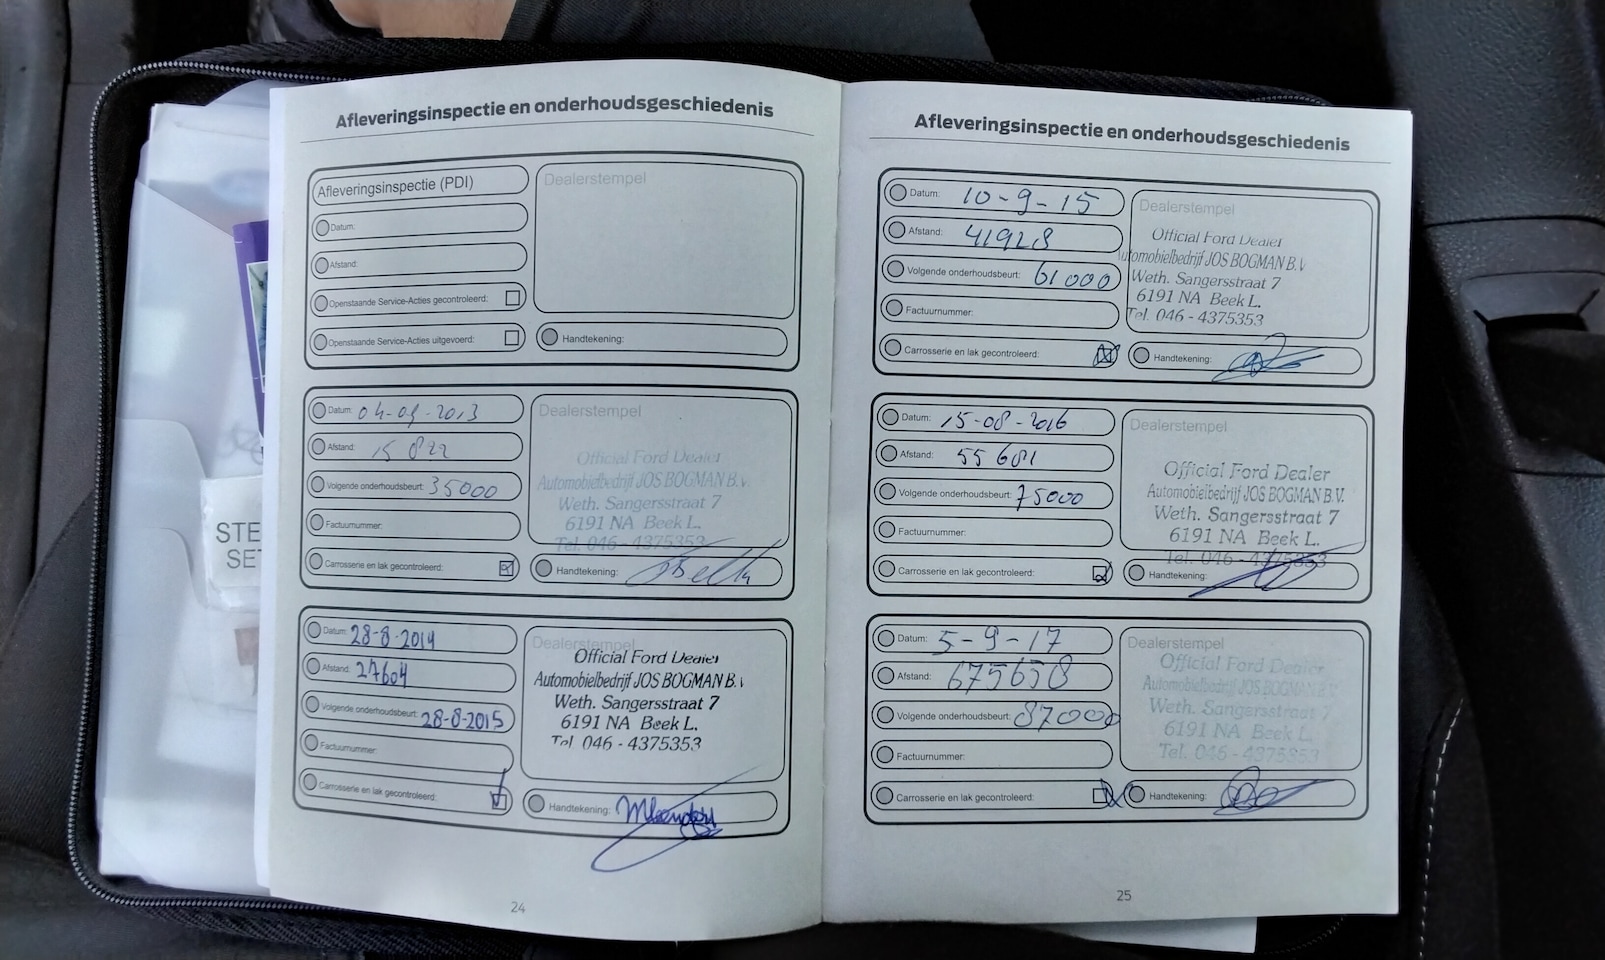 Afleveringsinspectie en onderhoudsgeschiedenis
Afleveringsinspectie (PDI)
Datum:
Afstand:
Openstaande Service-Acties gecontroleerd:
Openstaande Service-Acties uitgevoerd:
Dealerstempel
Handtekening:
Datum: 04-09-2013
Afstand: 15822
Volgende onderhoudsbeurt: 35000
Factuurnummer:
Carrosserie en lak gecontroleerd:
Dealerstempel
Official Ford Dealer
Automobielbedrijf JOS BOGMAN B.V.
Weth. Sangersstraat 7
6191 NA Beek L.
Tel. 046 - 4375353
Handtekening:
Datum: 28-8-2014
Afstand: 27604
Volgende onderhoudsbeurt: 28-8-2015
Factuurnummer:
Carrosserie en lak gecontroleerd:
Dealerstempel
Official Ford Dealer
Automobielbedrijf JOS BOGMAN B.V
Weth. Sangersstraat 7
6191 NA Beek L.
Tel 046 - 4375353
Handtekening:
24
Afleveringsinspectie en onderhoudsgeschiedenis
Datum: 10-9-15
Afstand: 41928
Volgende onderhoudsbeurt: 61000
Factuurnummer:
Carrosserie en lak gecontroleerd:
Dealerstempel
Official Ford Dealer
Automobielbedrijf JOS BOGMAN B.V
Weth. Sangersstraat 7
6191 NA Beek L.
Tel. 046 - 4375353
Handtekening:
Datum: 15-08-2016
Afstand: 55681
Volgende onderhoudsbeurt: 75000
Factuurnummer:
Carrosserie en lak gecontroleerd:
Dealerstempel
Official Ford Dealer
Automobielbedrijf JOS BOGMAN B.V.
Weth. Sangersstraat 7
6191 NA Beek L.
Tel. 046 - 4375353
Handtekening:
Datum: 5-9-17
Afstand: 675658
Volgende onderhoudsbeurt: 87000
Factuurnummer:
Carrosserie en lak gecontroleerd:
Dealerstempel
Official Ford Dealer
Automobielbedrijf JOS BOGMAN B.V.
Weth. Sangersstraat 7
6191 NA Beek L.
Tel. 046 - 4375353
Handtekening:
25